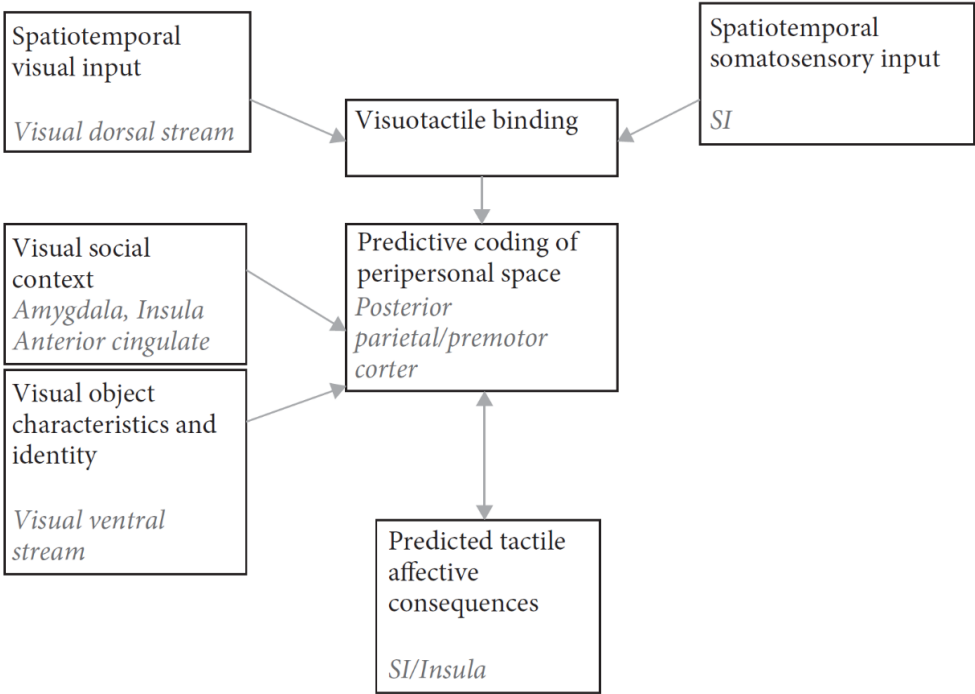 Spatiotemporal
visual input
Visual dorsal stream
Spatiotemporal
somatosensory input
SI
Visuotactile binding
Visual social
context
Amygdala, Insula
Anterior cingulate
Predictive coding of
peripersonal space
Posterior
parietal/premotor
corter
Visual object
characteristics and
identity
Visual ventral
stream
Predicted tactile
affective
consequences
SI/Insula